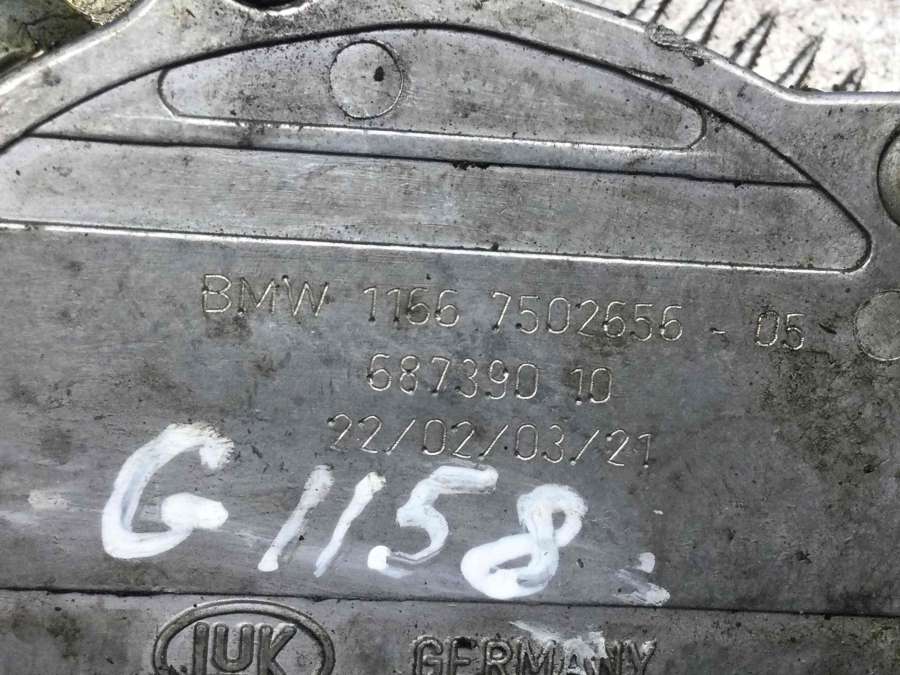 BMW 1166 7502656 - 05
687390 10
22/02/03/21
G1158
LUK GERMANY